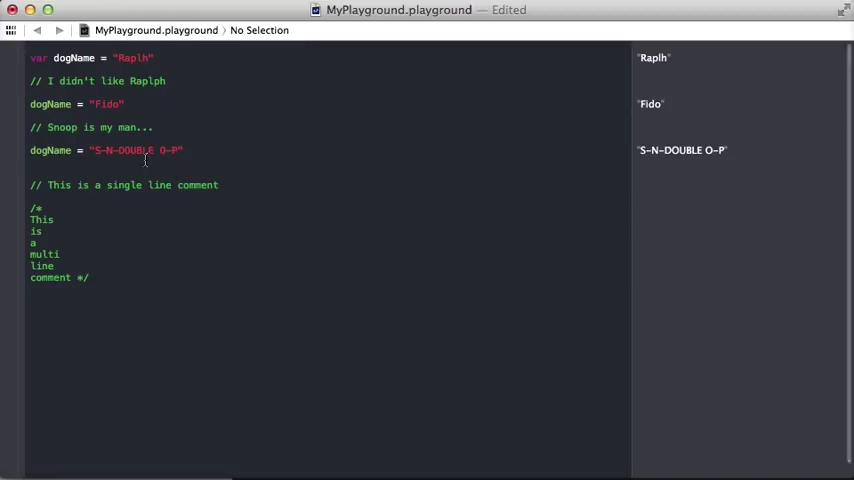 MyPlayground.playground — Edited
MyPlayground.playground 〉No Selection
var dogName = "Raplh"
"Raplh"
// I didn't like Raplph
dogName = "Fido"
"Fido"
// Snoop is my man...
dogName = "S-N-DOUBLE O-P"
"S-N-DOUBLE O-P"
// This is a single line comment
/*
This
is
a
multi
line
comment */